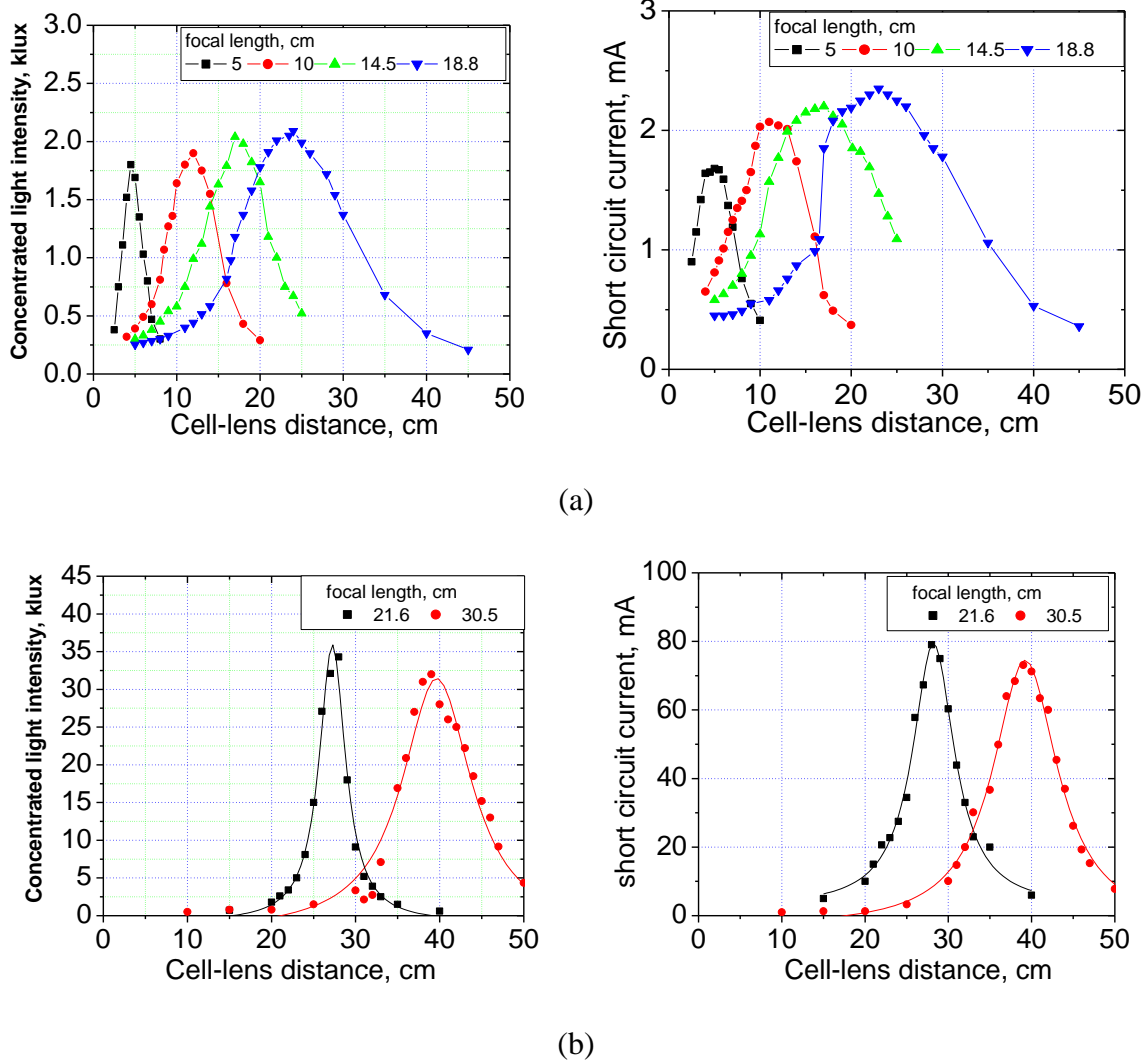 Concentrated light intensity, klux
3.0
2.5
2.0
1.5
1.0
0.5
0.0
focal length, cm
5 10 14.5 18.8
0 10 20 30 40 50
Cell-lens distance, cm
Short circuit current, mA
3
2
1
0
focal length, cm
5 10 14.5 18.8
0 10 20 30 40 50
Cell-lens distance, cm
(a)
Concentrated light intensity, klux
45
40
35
30
25
20
15
10
5
0
focal length, cm
21.6 30.5
0 10 20 30 40 50
Cell-lens distance, cm
short circuit current, mA
100
80
60
40
20
0
focal length, cm
21.6 30.5
0 10 20 30 40 50
Cell-lens distance, cm
(b)